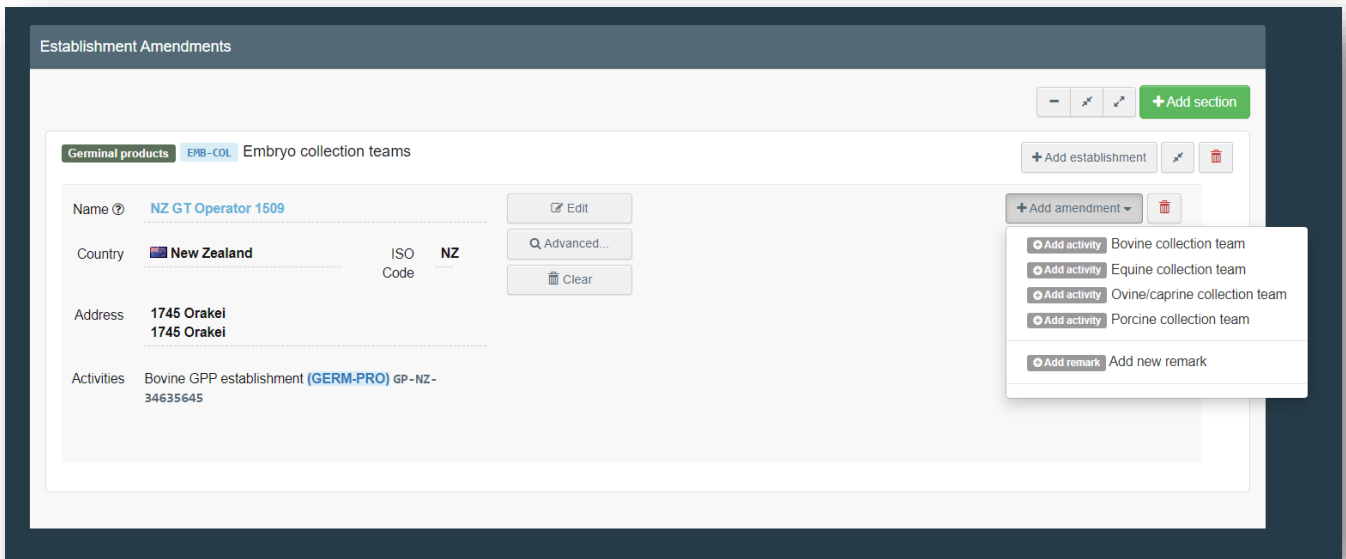 Establishment Amendments
Add section
Germinal products EMB-COL Embryo collection teams
Add establishment
Name NZ GT Operator 1509
Edit
Add amendment
Country New Zealand ISO Code NZ
Advanced...
Clear
Address 1745 Orakei
1745 Orakei
Activities Bovine GPP establishment (GERM-PRO) GP-NZ-
34635645
Add activity Bovine collection team
Add activity Equine collection team
Add activity Ovine/caprine collection team
Add activity Porcine collection team
Add remark Add new remark